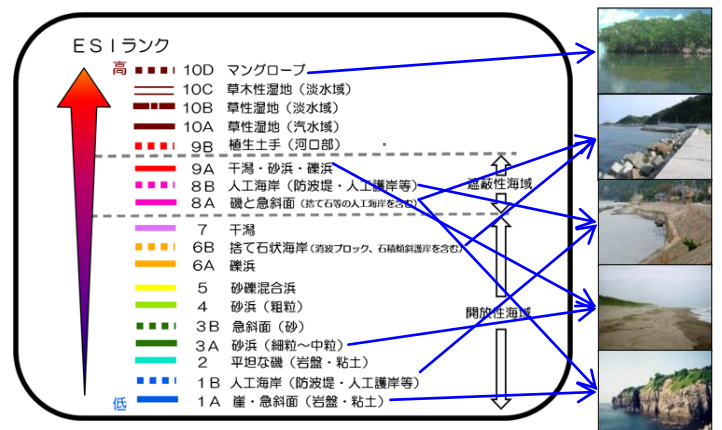 ＥＳＩランク
高
10D マングローブ
10C 草木性湿地（淡水域）
10B 草性湿地（淡水域）
10A 草性湿地（汽水域）
9B 植生土手（河口部）
9A 干潟・砂浜・礫浜
8B 人工海岸（防波堤・人工護岸等）
遮蔽性海域
8A 磯と急斜面（捨て石等の人工海岸を含む）
7 干潟
6B 捨て石状海岸（消波ブロック、石積傾斜護岸を含む）
6A 礫浜
5 砂礫混合浜
4 砂浜（粗粒）
開放性海域
3B 急斜面（砂）
3A 砂浜（細粒～中粒）
2 平坦な磯（岩盤・粘土）
1B 人工海岸（防波堤・人工護岸等）
1A 崖・急斜面（岩盤・粘土）
低